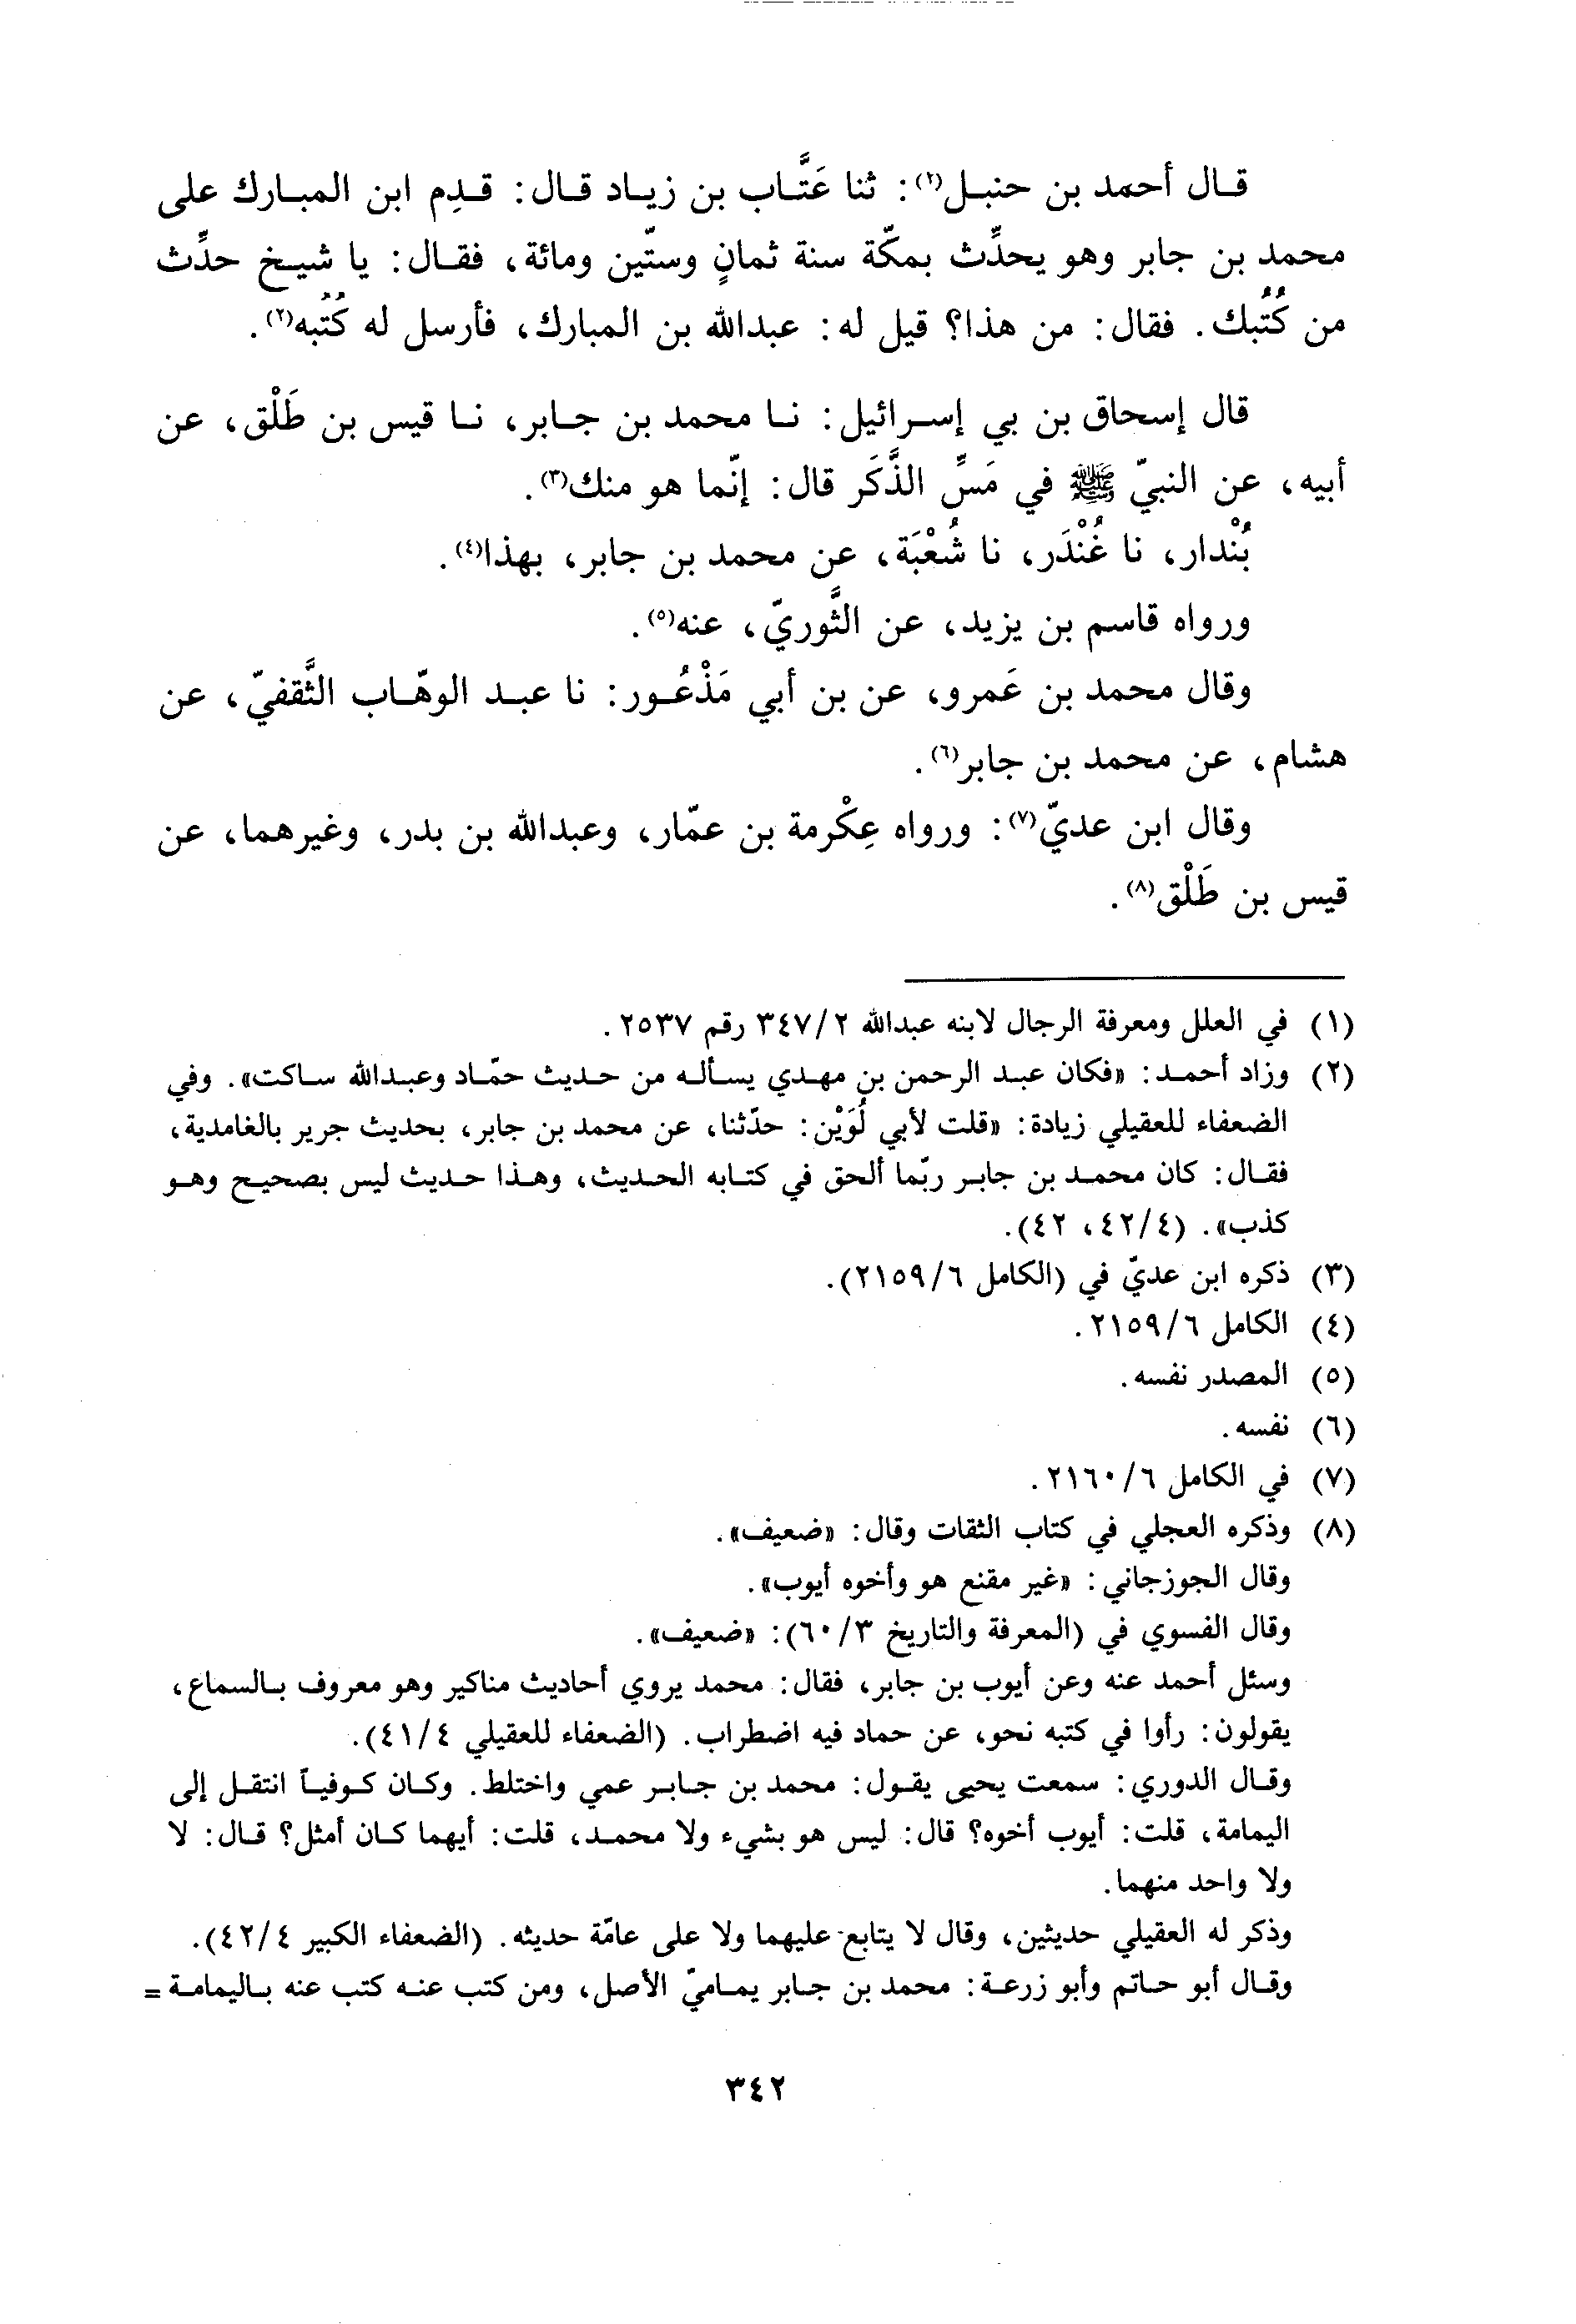 قال أحمد بن حنبل(١): ثنا عَتَّاب بن زياد قال: قدِم ابن المبارك على
محمد بن جابر وهو يحدِّث بمكّة سنة ثمانٍ وستّين ومائة، فقال: يا شيخ حدِّث
من كُتُبك. فقال: من هذا؟ قيل له: عبدالله بن المبارك، فأرسل له كُتُبه(٢).
قال إسحاق بن بي إسرائيل: نا محمد بن جابر، نا قيس بن طَلْق، عن
أبيه، عن النبيّ ﷺ في مَسِّ الذَّكَر قال: إنّما هو منك(٣).
بُنْدار، نا غُنْدَر، نا شُعْبَة، عن محمد بن جابر، بهذا(٤).
ورواه قاسم بن يزيد، عن الثَّوريّ، عنه(٥).
وقال محمد بن عَمرو، عن بن أبي مَذْعُور: نا عبد الوهّاب الثَّقفيّ، عن
هشام، عن محمد بن جابر(٦).
وقال ابن عديّ(٧): ورواه عِكْرمة بن عمّار، وعبدالله بن بدر، وغيرهما، عن
قيس بن طَلْق(٨).
(١) في العلل ومعرفة الرجال لابنه عبدالله ٣٤٧/٢ رقم ٢٥٣٧.
(٢) وزاد أحمد: «فكان عبد الرحمن بن مهدي يسأله من حديث حمّاد وعبدالله ساكت». وفي
الضعفاء للعقيلي زيادة: «قلت لأبي لُوَيْن: حدّثنا، عن محمد بن جابر، بحديث جرير بالغامدية،
فقال: كان محمد بن جابر ربّما ألحق في كتابه الحديث، وهذا حديث ليس بصحيح وهو
كذب». (٤٢/٤، ٤٢).
(٣) ذكره ابن عديّ في (الكامل ٢١٥٩/٦).
(٤) الكامل ٢١٥٩/٦.
(٥) المصدر نفسه.
(٦) نفسه.
(٧) في الكامل ٢١٦٠/٦.
(٨) وذكره العجلي في كتاب الثقات وقال: «ضعيف».
وقال الجوزجاني: «غير مقنع هو وأخوه أيوب».
وقال الفسوي في (المعرفة والتاريخ ٦٠/٣): «ضعيف».
وسئل أحمد عنه وعن أيوب بن جابر، فقال: محمد يروي أحاديث مناكير وهو معروف بالسماع،
يقولون: رأوا في كتبه نحو، عن حماد فيه اضطراب. (الضعفاء للعقيلي ٤١/٤).
وقال الدوري: سمعت يحيى يقول: محمد بن جابر عمي واختلط. وكان كوفياً انتقل إلى
اليمامة، قلت: أيوب أخوه؟ قال: ليس هو بشيء ولا محمد، قلت: أيهما كان أمثل؟ قال: لا
ولا واحد منهما.
وذكر له العقيلي حديثين، وقال لا يتابع عليهما ولا على عامّة حديثه. (الضعفاء الكبير ٤٢/٤).
وقال أبو حاتم وأبو زرعة: محمد بن جابر يماميّ الأصل، ومن كتب عنه كتب عنه باليمامة =
٣٤٢